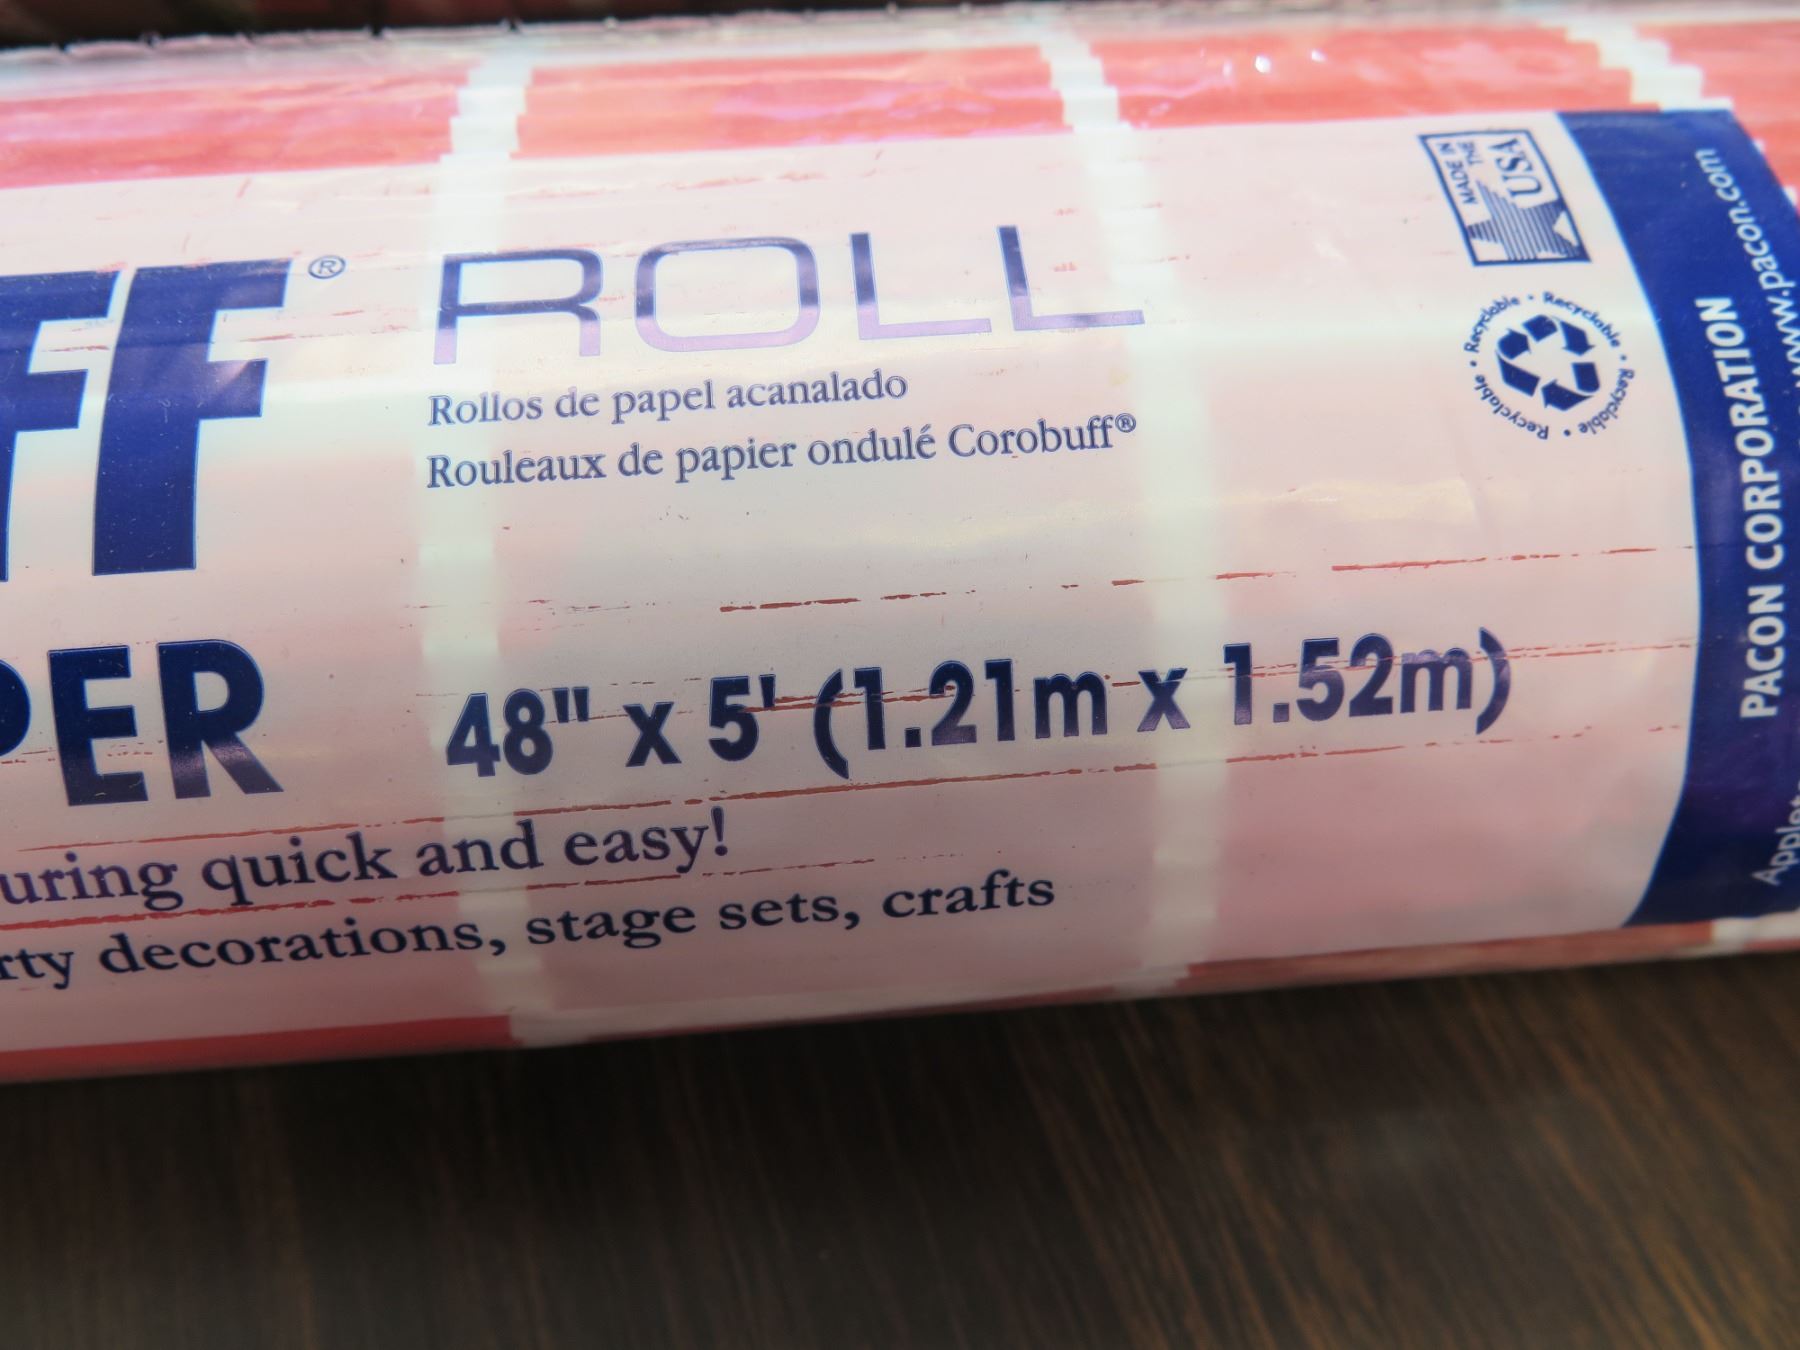 FF® ROLL
Rollos de papel acanalado
Rouleaux de papier ondulé Corobuff®
PER
48" x 5' (1.21m x 1.52m)
uring quick and easy!
rty decorations, stage sets, crafts
MADE IN
THE
USA
Recyclable • Recyclable • Recyclable • Recyclable •
PACON CORPORATION
www.pacon.com